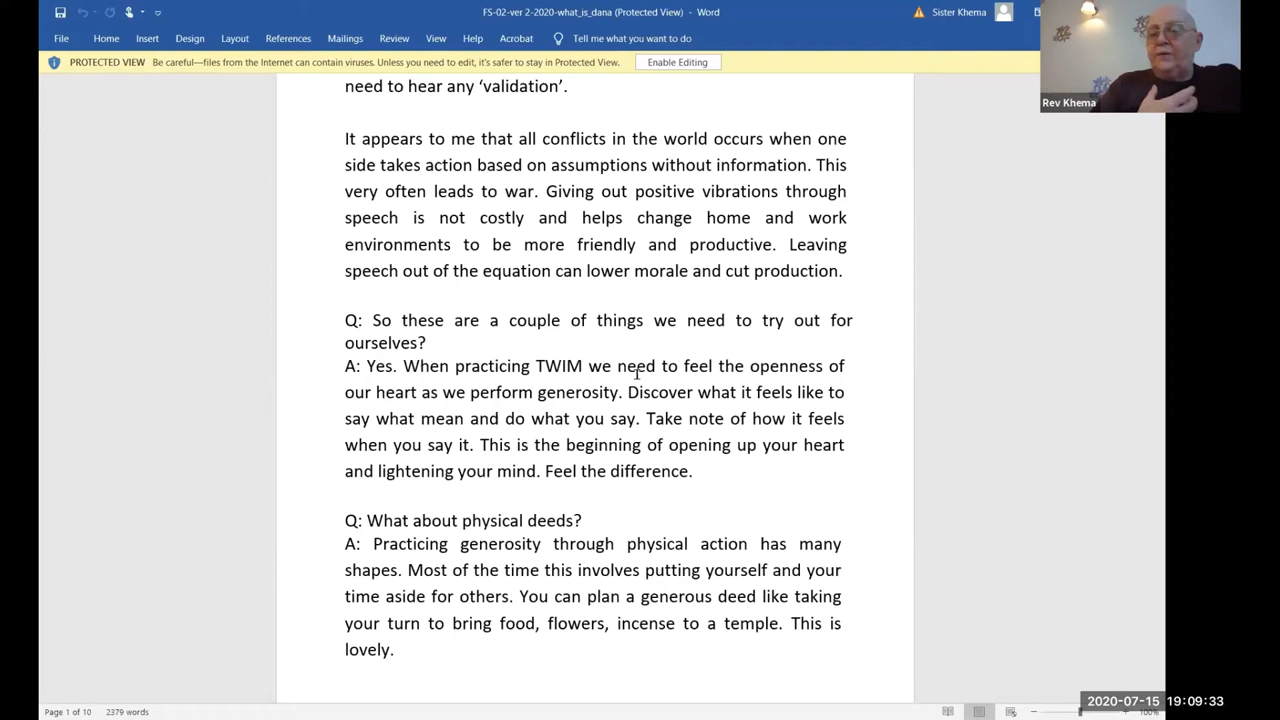 FS-02-ver 2-2020-what_is_dana (Protected View) - Word
Sister Khema
File Home Insert Design Layout References Mailings Review View Help Acrobat Tell me what you want to do
PROTECTED VIEW Be careful—files from the Internet can contain viruses. Unless you need to edit, it's safer to stay in Protected View. Enable Editing
Rev Khema
need to hear any ‘validation’.
It appears to me that all conflicts in the world occurs when one
side takes action based on assumptions without information. This
very often leads to war. Giving out positive vibrations through
speech is not costly and helps change home and work
environments to be more friendly and productive. Leaving
speech out of the equation can lower morale and cut production.
Q: So these are a couple of things we need to try out for
ourselves?
A: Yes. When practicing TWIM we need to feel the openness of
our heart as we perform generosity. Discover what it feels like to
say what mean and do what you say. Take note of how it feels
when you say it. This is the beginning of opening up your heart
and lightening your mind. Feel the difference.
Q: What about physical deeds?
A: Practicing generosity through physical action has many
shapes. Most of the time this involves putting yourself and your
time aside for others. You can plan a generous deed like taking
your turn to bring food, flowers, incense to a temple. This is
lovely.
2020-07-15 19:09:33
Page 1 of 10 2379 words
100%